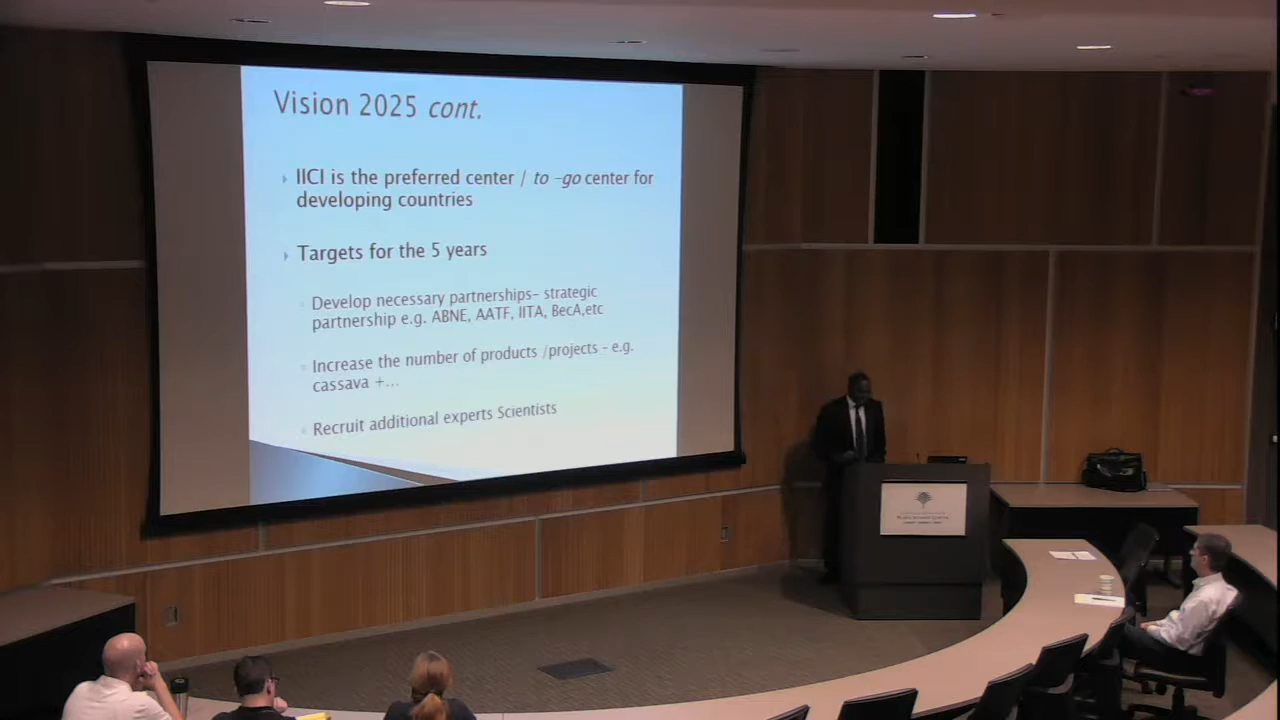 Vision 2025 cont.
IICI is the preferred center / to -go center for
developing countries
Targets for the 5 years
Develop necessary partnerships- strategic
partnership e.g. ABNE, AATF, IITA, BecA,etc
Increase the number of products /projects - e.g.
cassava +...
Recruit additional experts Scientists